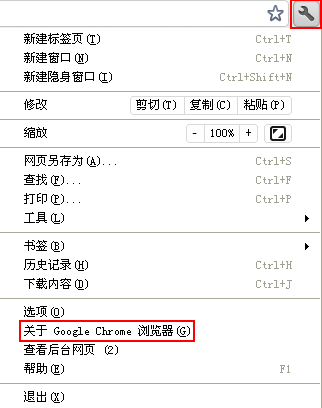 新建标签页(T) Ctrl+T
新建窗口(N) Ctrl+N
新建隐身窗口(I) Ctrl+Shift+N
修改 剪切(T) 复制(C) 粘贴(P)
缩放 - 100% +
网页另存为(A)... Ctrl+S
查找(F)... Ctrl+F
打印(P)... Ctrl+P
工具(L)
书签(B)
历史记录(H) Ctrl+H
下载内容(D) Ctrl+J
选项(O)
关于 Google Chrome 浏览器(G)
查看后台网页 (2)
帮助(E) F1
退出(X)